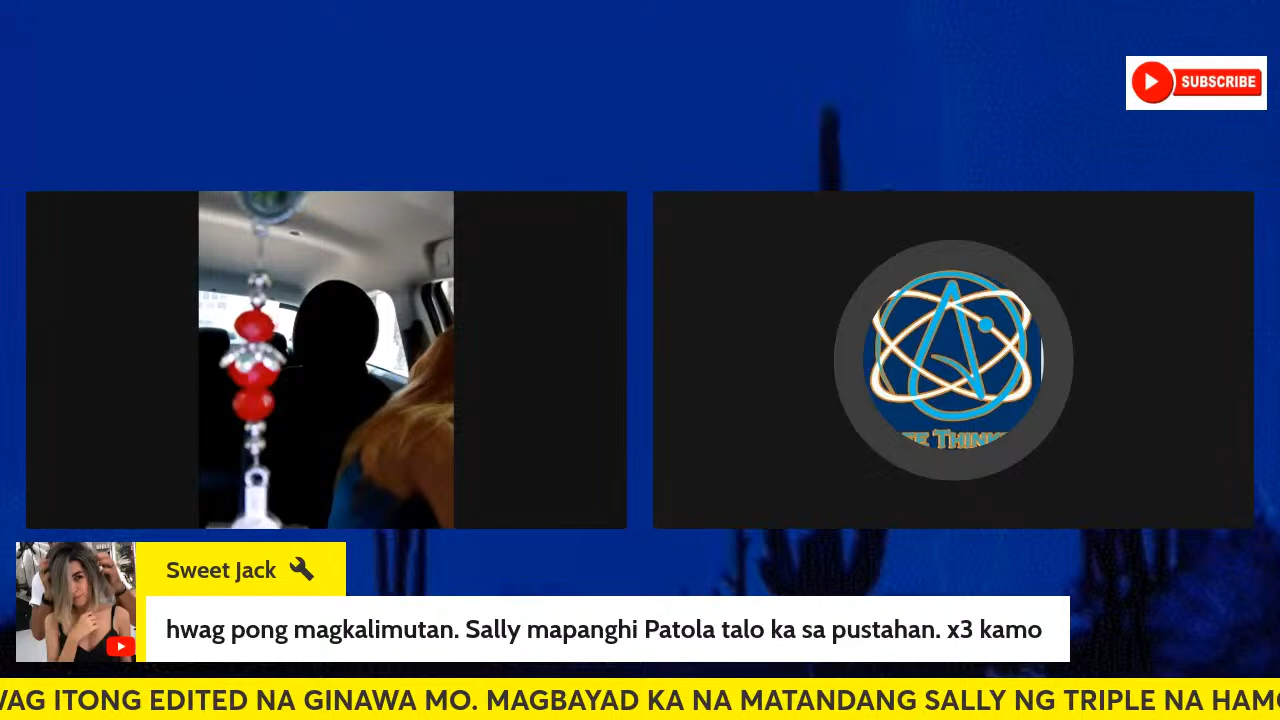 SUBSCRIBE
THINK
Sweet Jack
hwag pong magkalimutan. Sally mapanghi Patola talo ka sa pustahan. x3 kamo
WAG ITONG EDITED NA GINAWA MO. MAGBAYAD KA NA MATANDANG SALLY NG TRIPLE NA HAMO